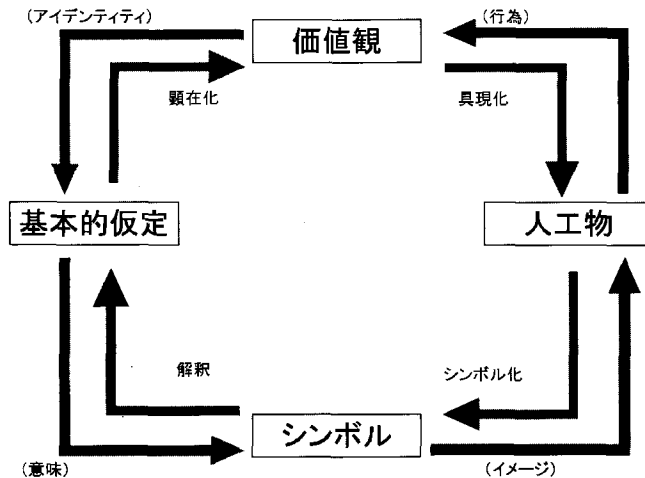 (アイデンティティ)
(行為)
価値観
顕在化
具現化
基本的仮定
人工物
解釈
シンボル化
シンボル
(意味)
(イメージ)